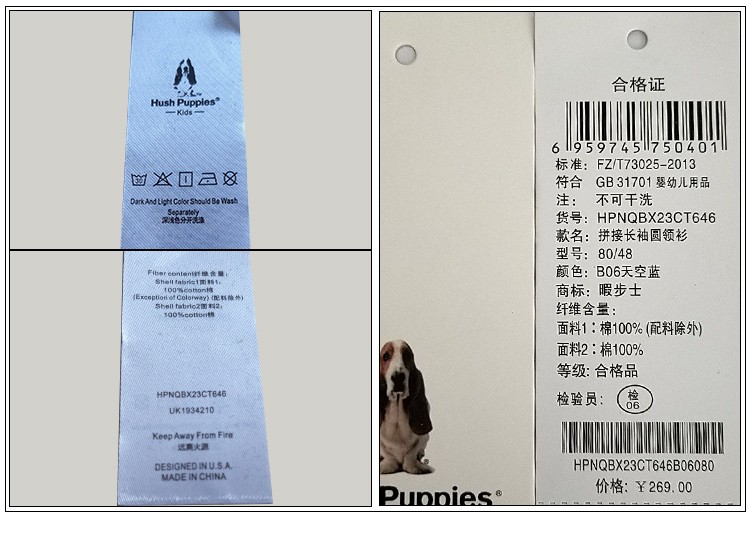 Hush Puppies®
Kids
Dark And Light Color Should Be Wash
Separately
深浅色分开洗涤
Fiber content纤维含量:
Shell fabric1面料1:
100%cotton棉
(Exception of Colorway) (配料除外)
Shell fabric2面料2:
100%cotton棉
HPNQBX23CT646
UK1934210
Keep Away From Fire
远离火源
DESIGNED IN U.S.A.
MADE IN CHINA
Puppies®
合格证
6 959745 750401
标准: FZ/T73025-2013
符合 GB 31701 婴幼儿用品
注: 不可干洗
货号: HPNQBX23CT646
款名: 拼接长袖圆领衫
型号: 80/48
颜色: B06天空蓝
商标: 暇步士
纤维含量:
面料1:棉100% (配料除外)
面料2:棉100%
等级: 合格品
检验员: 检 06
HPNQBX23CT646B06080
价格: ¥269.00